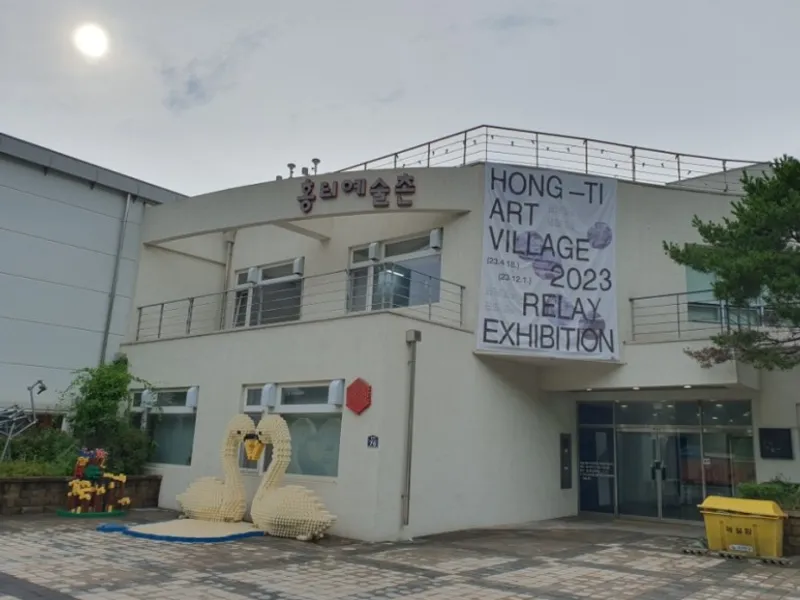 홍티예술촌
HONG-TI
ART
VILLAGE
(23.4.18.)
2023
(23.12.1.)
RELAY
EXHIBITION